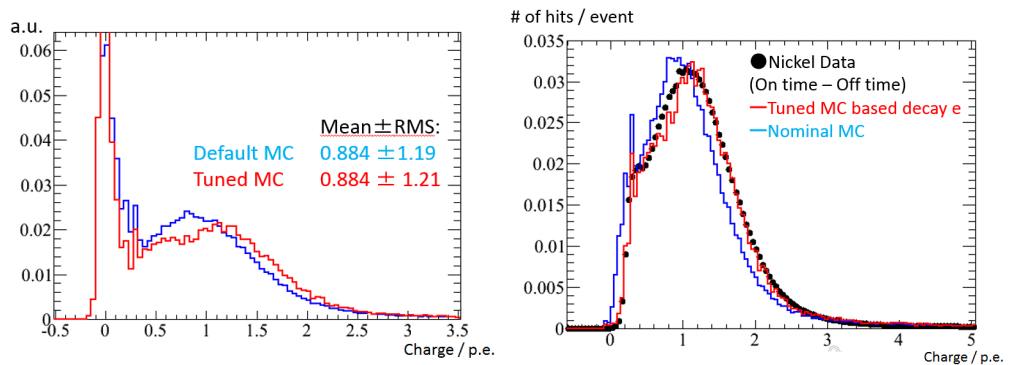 a.u.
0.06
0.05
0.04
0.03
0.02
0.01
0
-0.5 0 0.5 1 1.5 2 2.5 3 3.5
Charge / p.e.
Mean±RMS:
Default MC 0.884 ±1.19
Tuned MC 0.884 ± 1.21
# of hits / event
0.035
0.03
0.025
0.02
0.015
0.01
0.005
0
0 1 2 3 4 5
Charge / p.e.
Nickel Data
(On time – Off time)
Tuned MC based decay e
Nominal MC